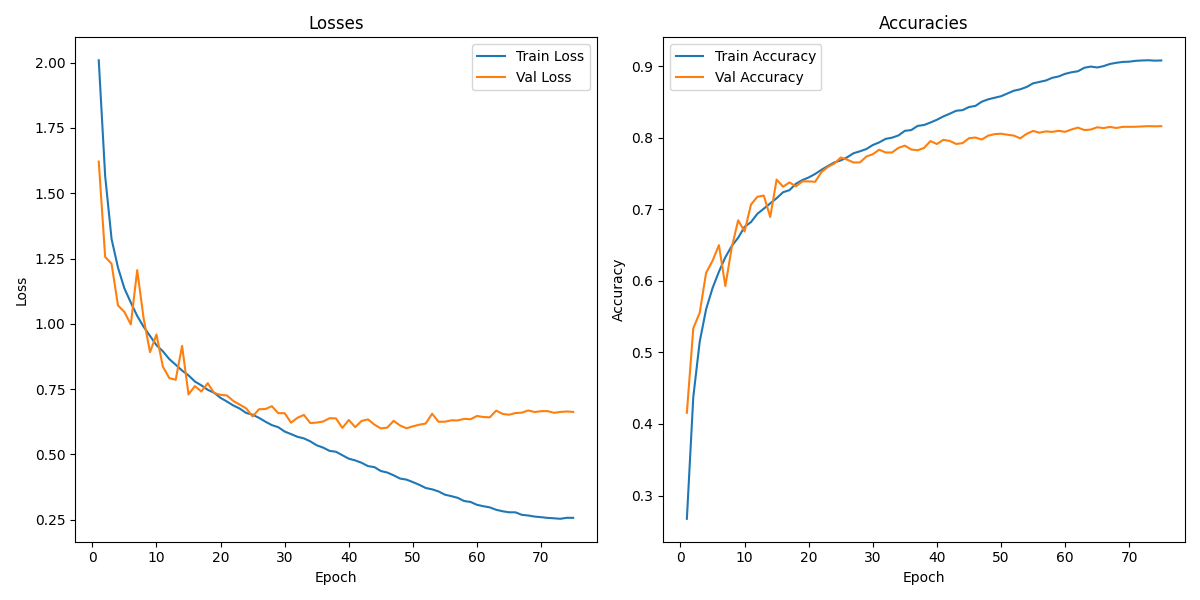 Losses
Train Loss
Val Loss
2.00
1.75
1.50
1.25
1.00
0.75
0.50
0.25
Loss
0 10 20 30 40 50 60 70
Epoch
Accuracies
Train Accuracy
Val Accuracy
0.9
0.8
0.7
0.6
0.5
0.4
0.3
Accuracy
0 10 20 30 40 50 60 70
Epoch